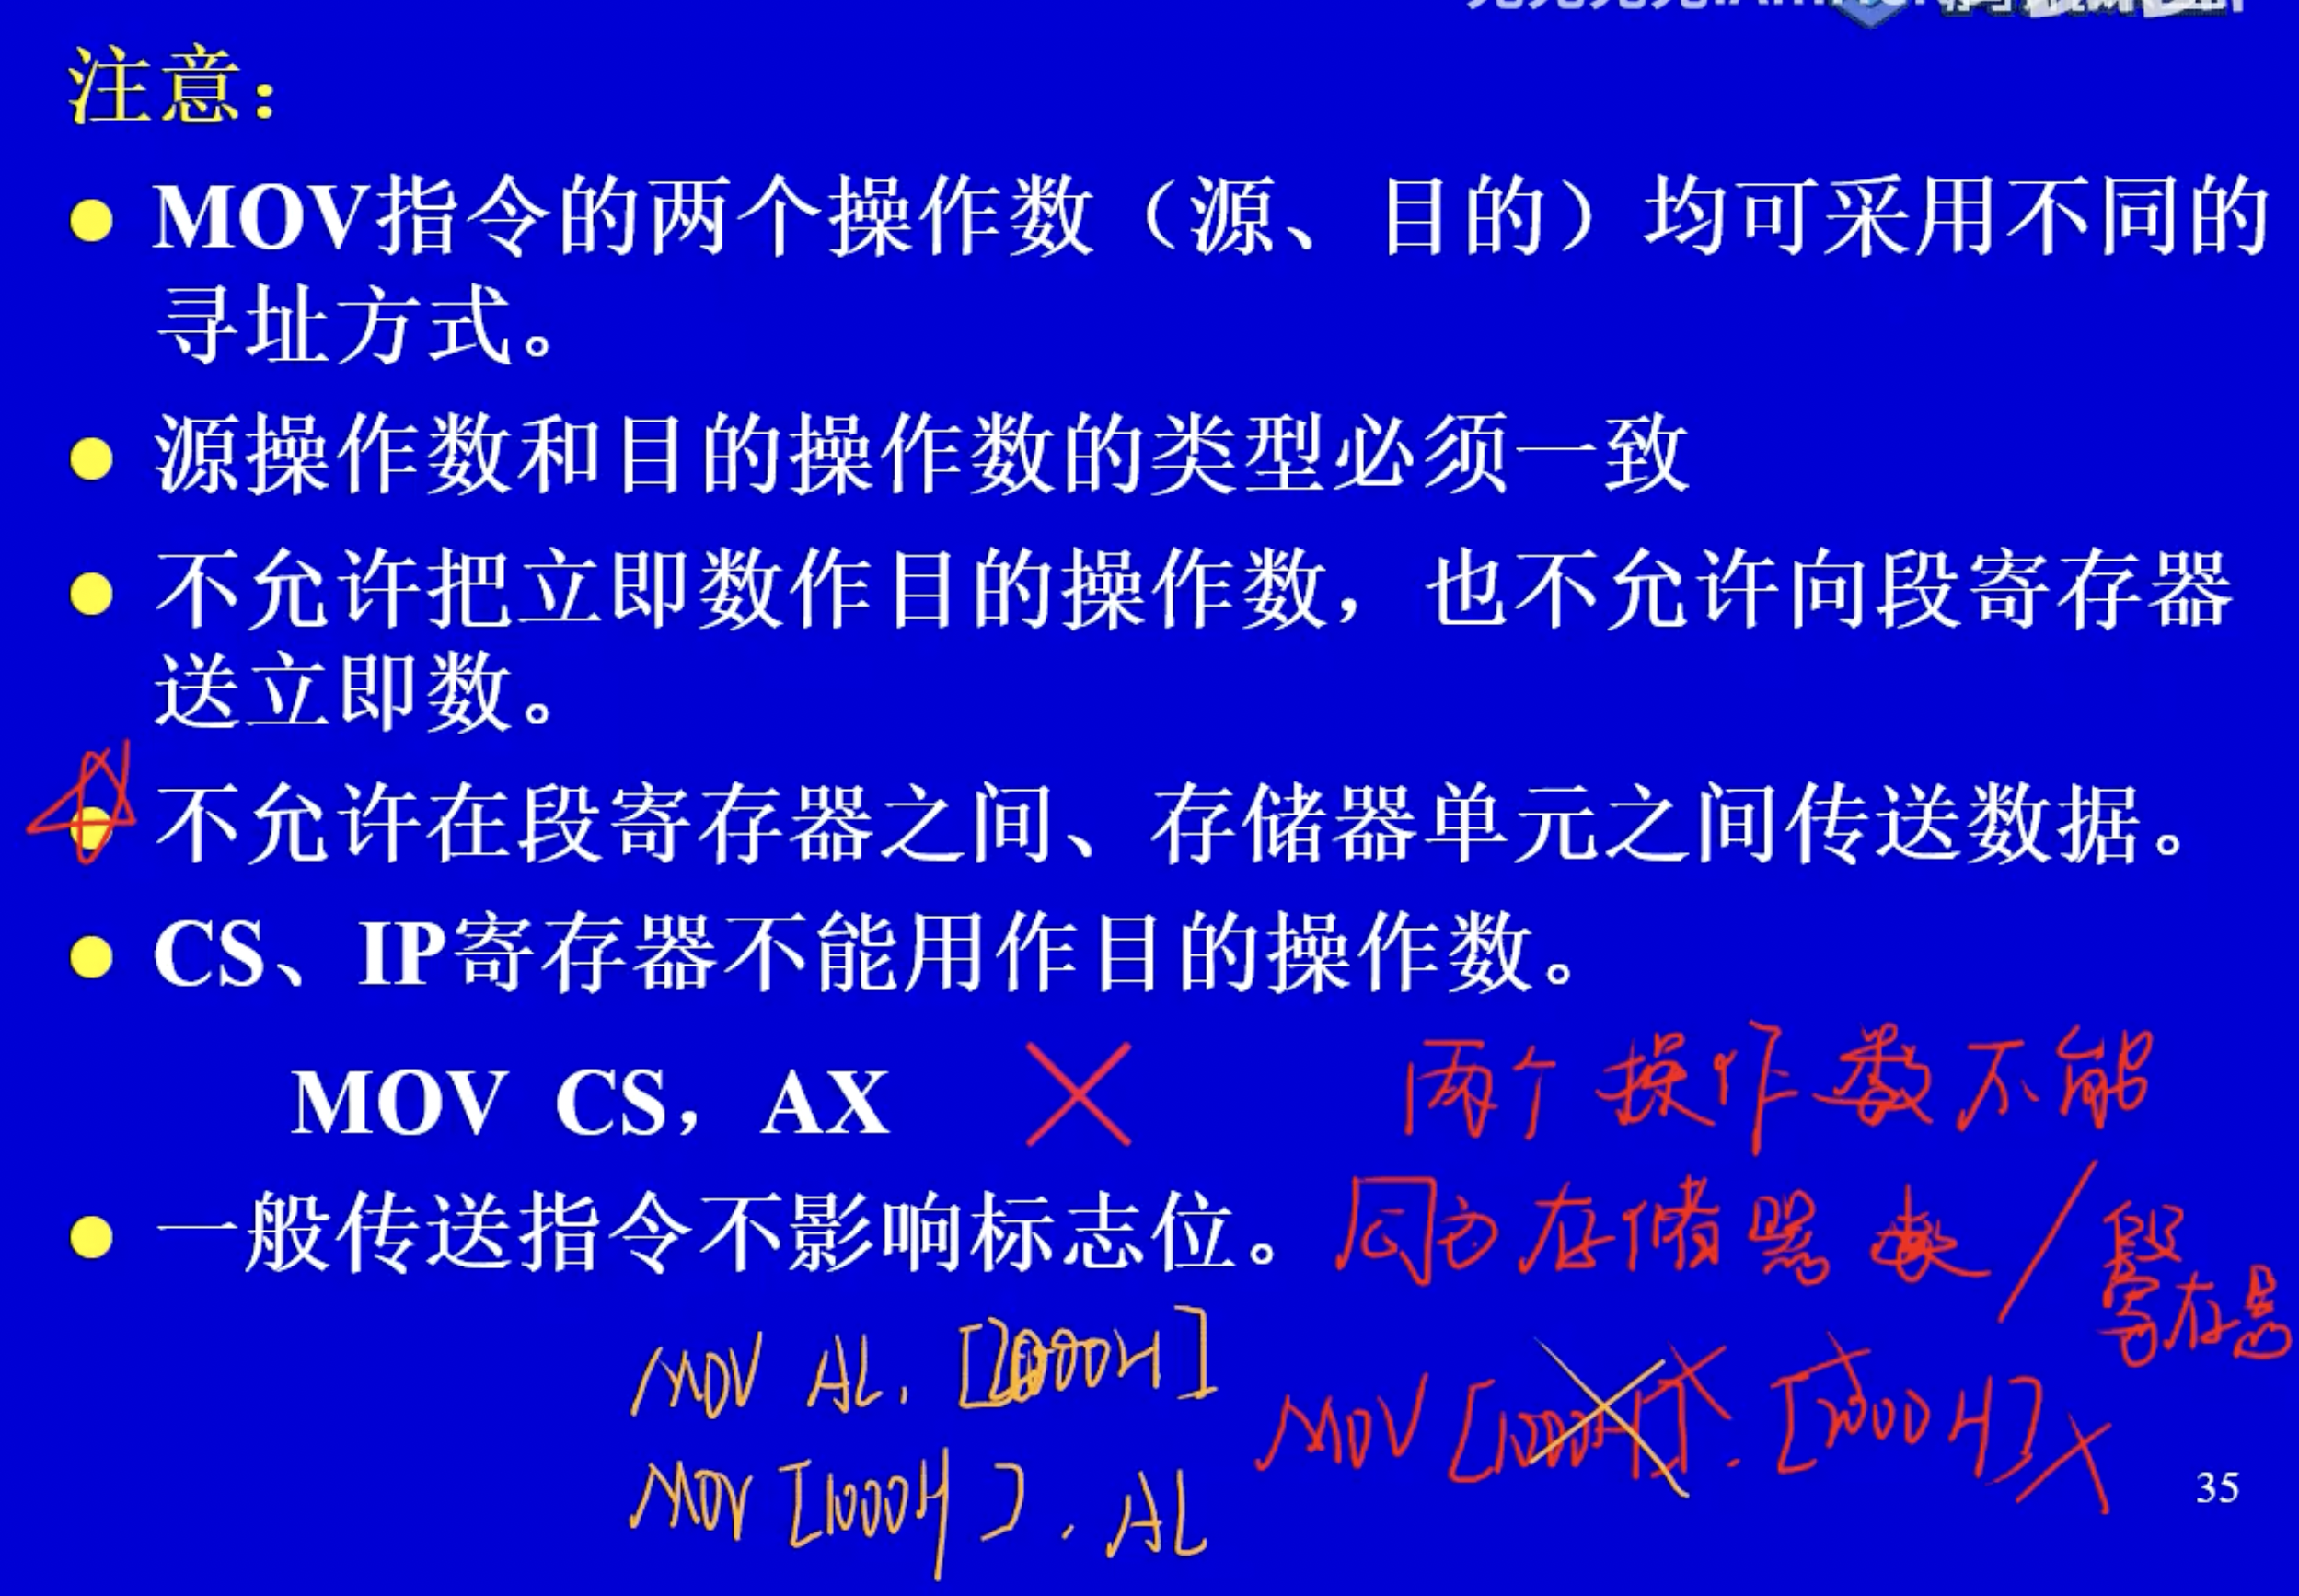 注意：
MOV指令的两个操作数（源、目的）均可采用不同的
寻址方式。
源操作数和目的操作数的类型必须一致
不允许把立即数作目的操作数，也不允许向段寄存器
送立即数。
不允许在段寄存器之间、存储器单元之间传送数据。
CS、IP寄存器不能用作目的操作数。
MOV CS，AX
两个操作数不能
一般传送指令不影响标志位。
同为存储器 / 段
寄存器
MOV AL, [2000H]
MOV [1000H], [2000H]
MOV [1000H], AL
35